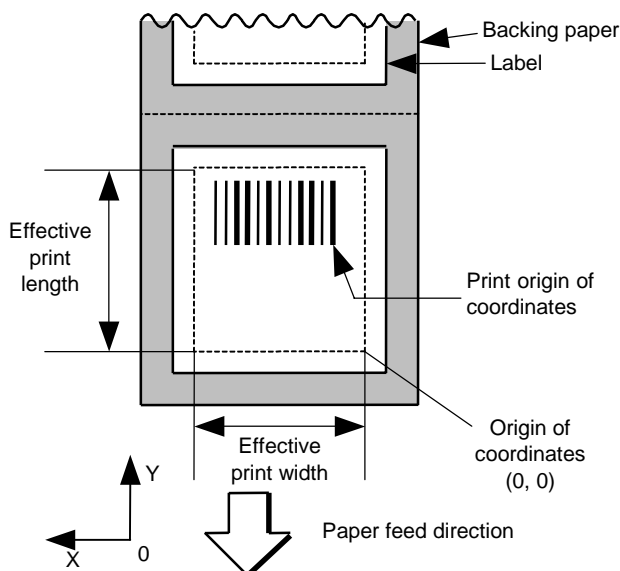 Backing paper
Label
Effective
print
length
Print origin of
coordinates
Origin of
coordinates
(0, 0)
Effective
print width
Y
X
0
Paper feed direction